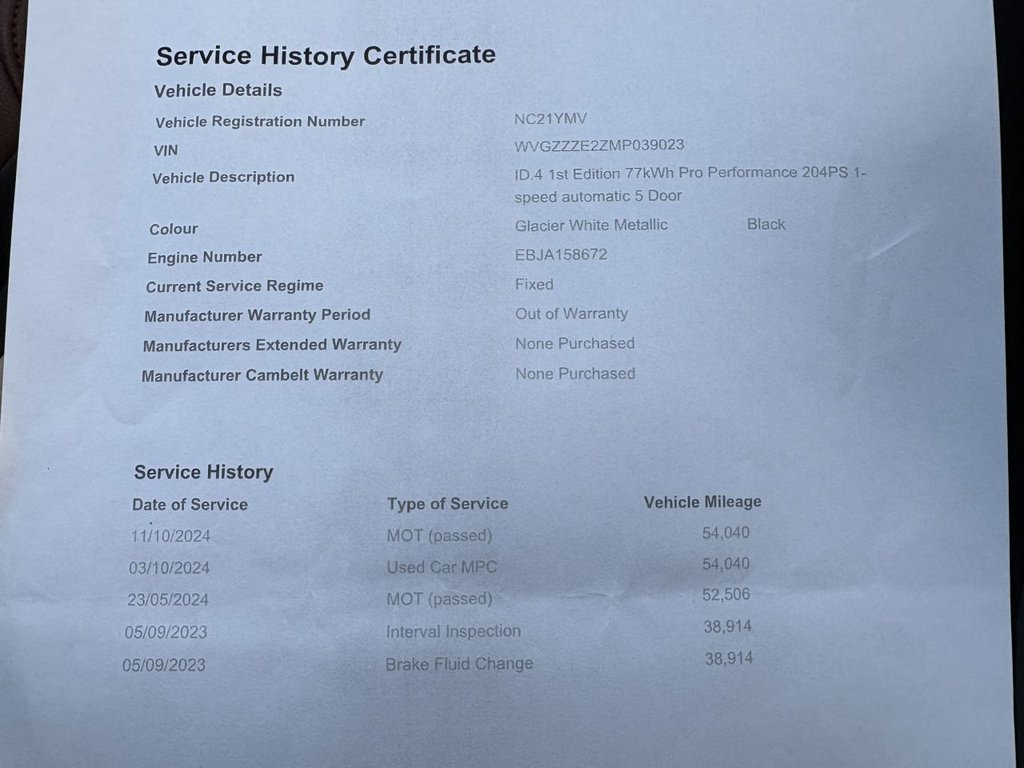 Service History Certificate
Vehicle Details
Vehicle Registration Number NC21YMV
VIN WVGZZZE2ZMP039023
Vehicle Description ID.4 1st Edition 77kWh Pro Performance 204PS 1-
speed automatic 5 Door
Colour Glacier White Metallic Black
Engine Number EBJA158672
Current Service Regime Fixed
Manufacturer Warranty Period Out of Warranty
Manufacturers Extended Warranty None Purchased
Manufacturer Cambelt Warranty None Purchased
Service History
Date of Service Type of Service Vehicle Mileage
11/10/2024 MOT (passed) 54,040
03/10/2024 Used Car MPC 54,040
23/05/2024 MOT (passed) 52,506
05/09/2023 Interval Inspection 38,914
05/09/2023 Brake Fluid Change 38,914